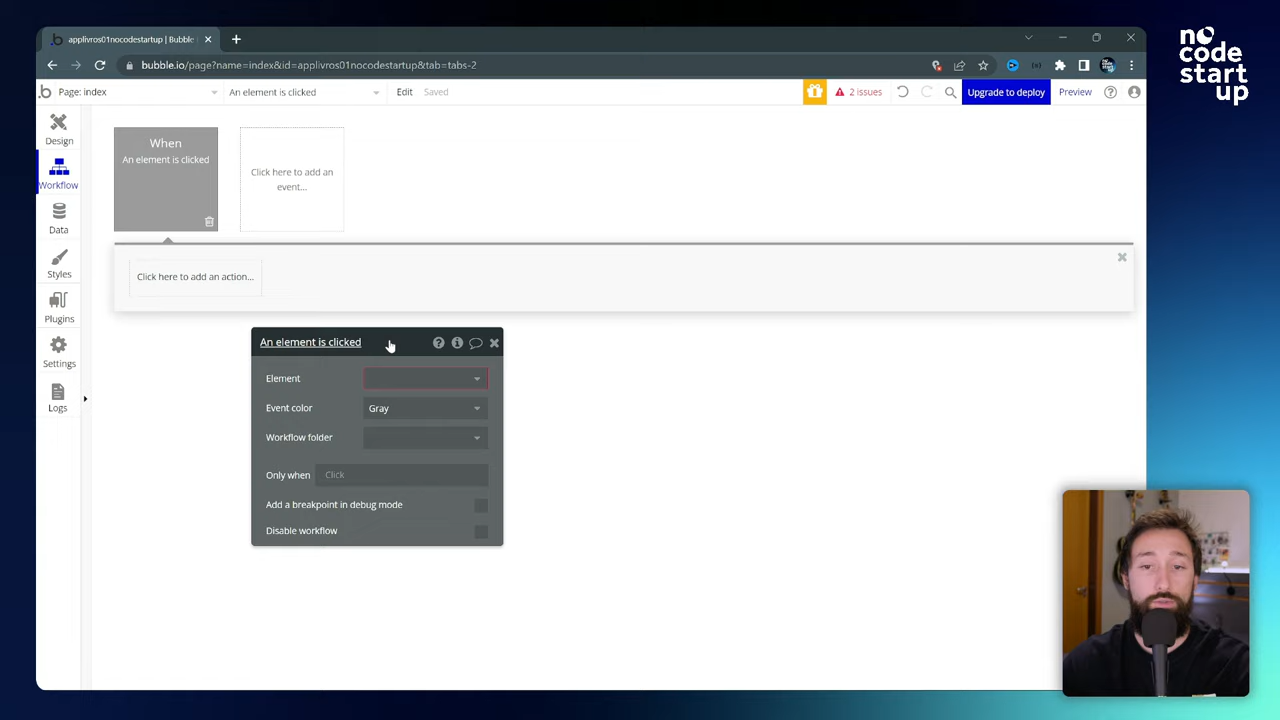 applivros01nocodestartup | Bubble
no
code
start
up
bubble.io/page?name=index&id=applivros01nocodestartup&tab=tabs-2
Page: index
An element is clicked
Edit
Saved
2 issues
Upgrade to deploy
Preview
Design
Workflow
Data
Styles
Plugins
Settings
Logs
When
An element is clicked
Click here to add an
event...
Click here to add an action...
An element is clicked
Element
Event color
Gray
Workflow folder
Only when
Click
Add a breakpoint in debug mode
Disable workflow